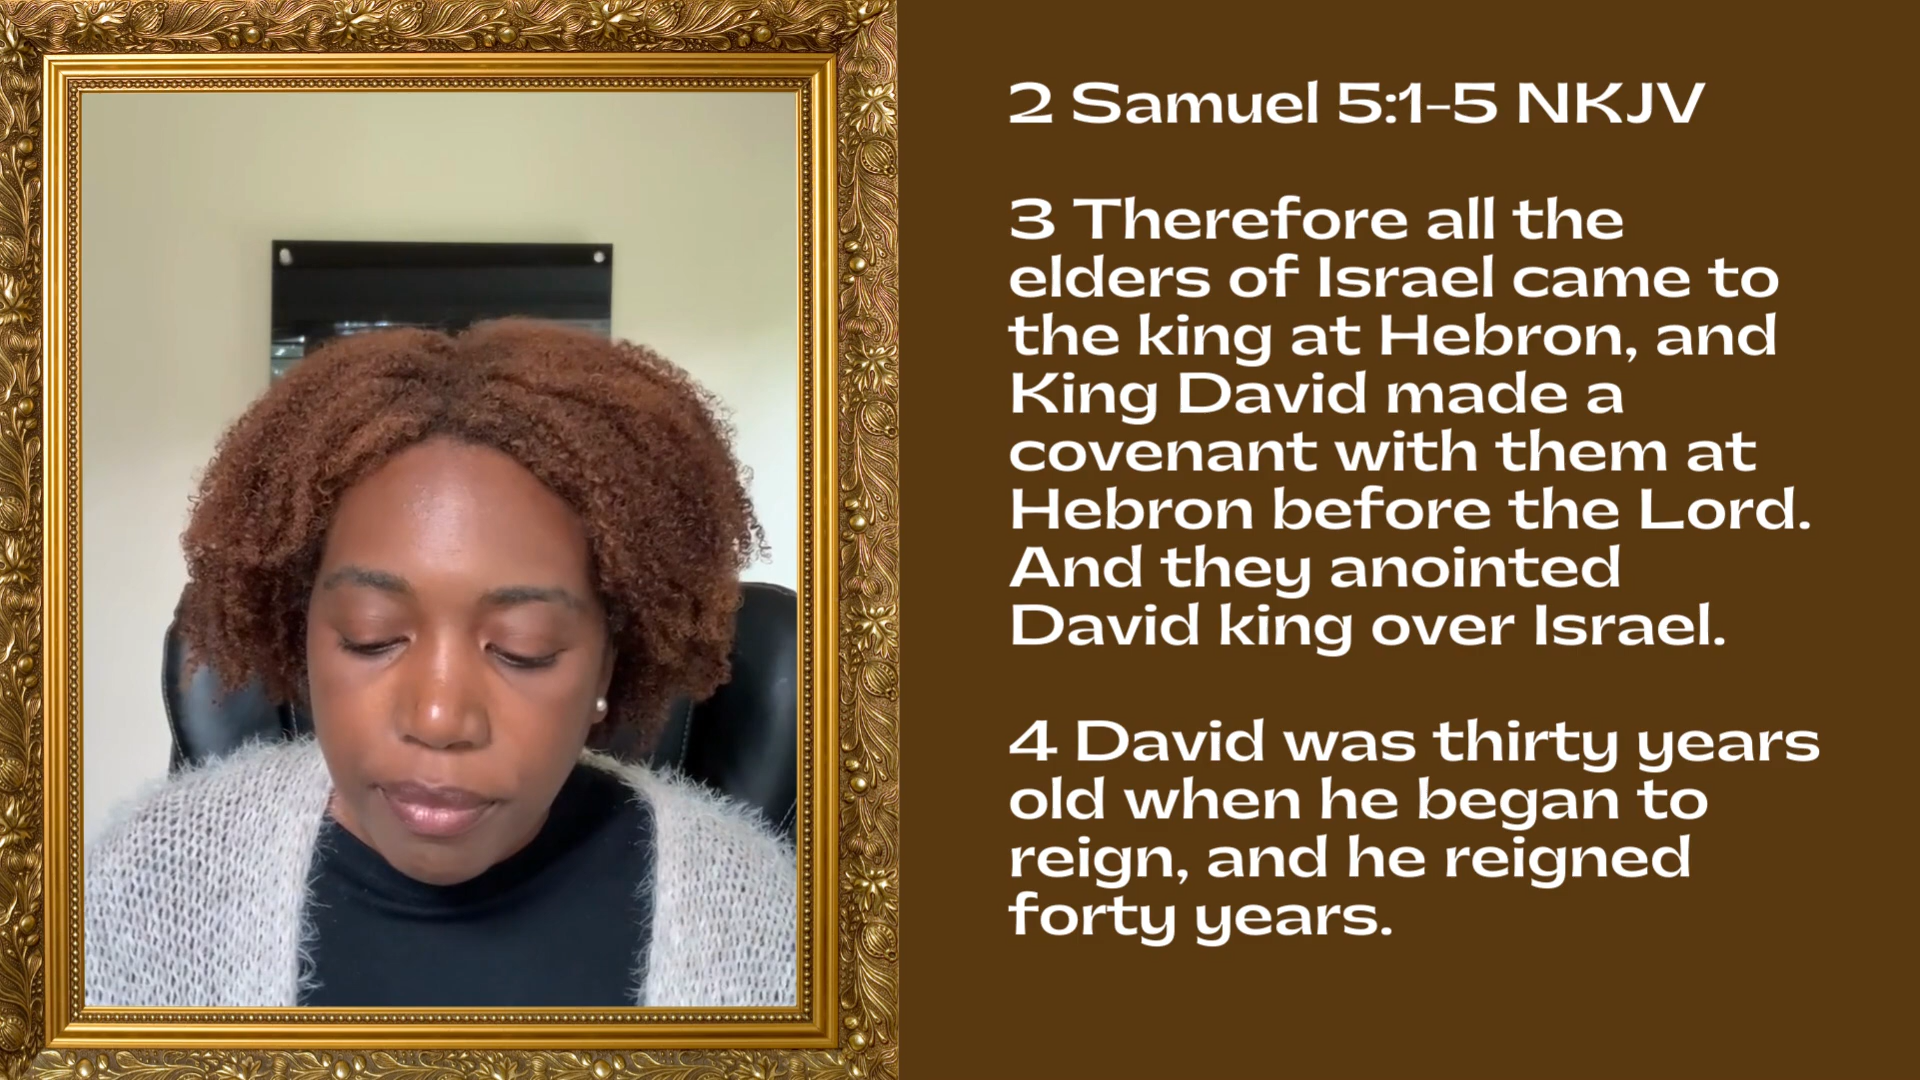 2 Samuel 5:1-5 NKJV
3 Therefore all the
elders of Israel came to
the king at Hebron, and
King David made a
covenant with them at
Hebron before the Lord.
And they anointed
David king over Israel.
4 David was thirty years
old when he began to
reign, and he reigned
forty years.